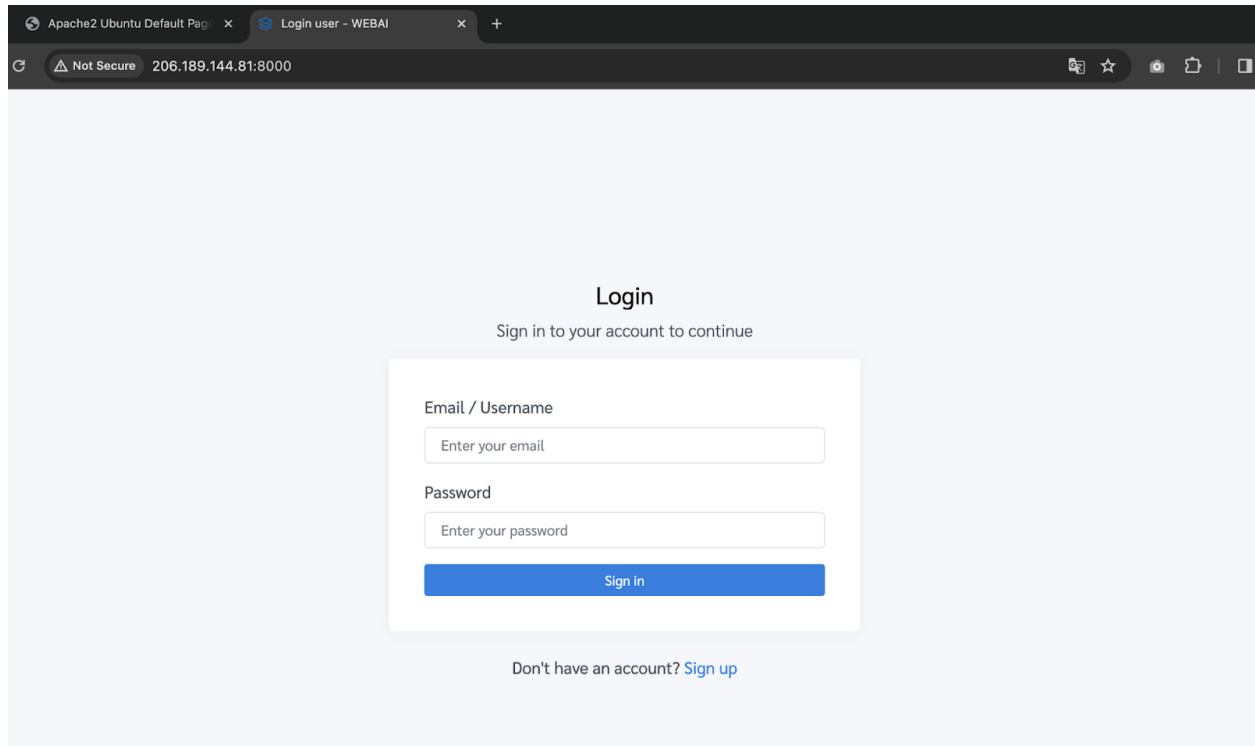 Apache2 Ubuntu Default Pag
Login user - WEBAI
Not Secure 206.189.144.81:8000
Login
Sign in to your account to continue
Email / Username
Enter your email
Password
Enter your password
Sign in
Don't have an account? Sign up